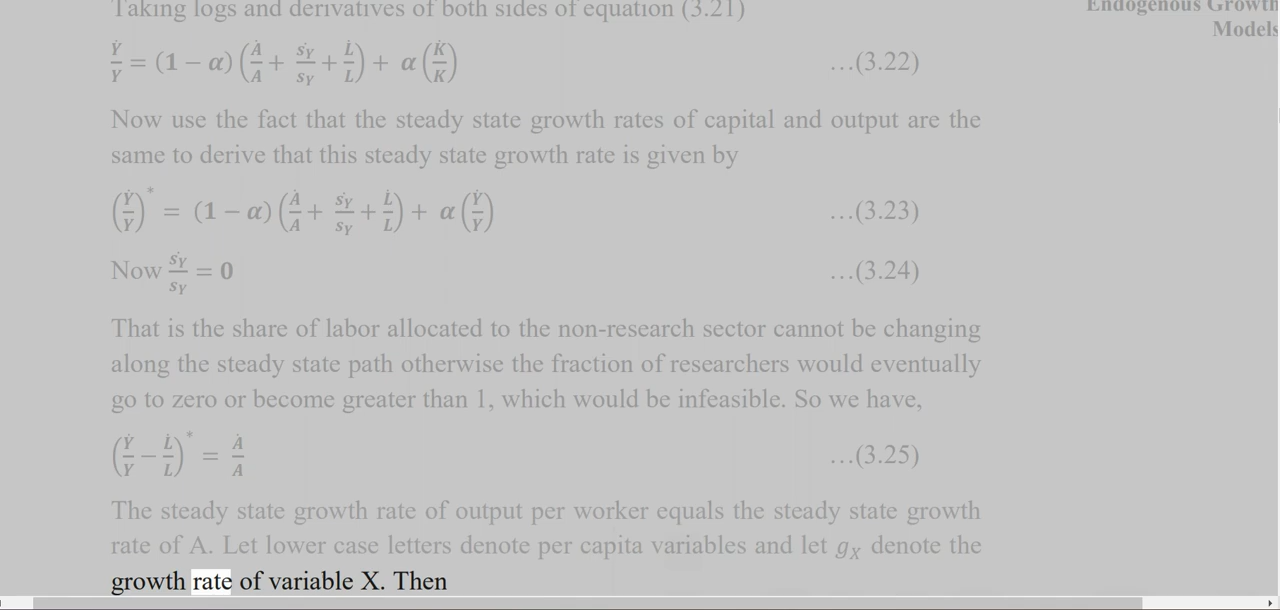 Taking logs and derivatives of both sides of equation (3.21)
Endogenous Growth
Models
Ẏ/Y = (1 − α) (Ȧ/A + ṡ_Y/s_Y + L̇/L) + α (K̇/K) …(3.22)
Now use the fact that the steady state growth rates of capital and output are the
same to derive that this steady state growth rate is given by
(Ẏ/Y)* = (1 − α) (Ȧ/A + ṡ_Y/s_Y + L̇/L) + α (Ẏ/Y) …(3.23)
Now ṡ_Y/s_Y = 0 …(3.24)
That is the share of labor allocated to the non-research sector cannot be changing
along the steady state path otherwise the fraction of researchers would eventually
go to zero or become greater than 1, which would be infeasible. So we have,
(Ẏ/Y − L̇/L)* = Ȧ/A …(3.25)
The steady state growth rate of output per worker equals the steady state growth
rate of A. Let lower case letters denote per capita variables and let g_X denote the
growth rate of variable X. Then